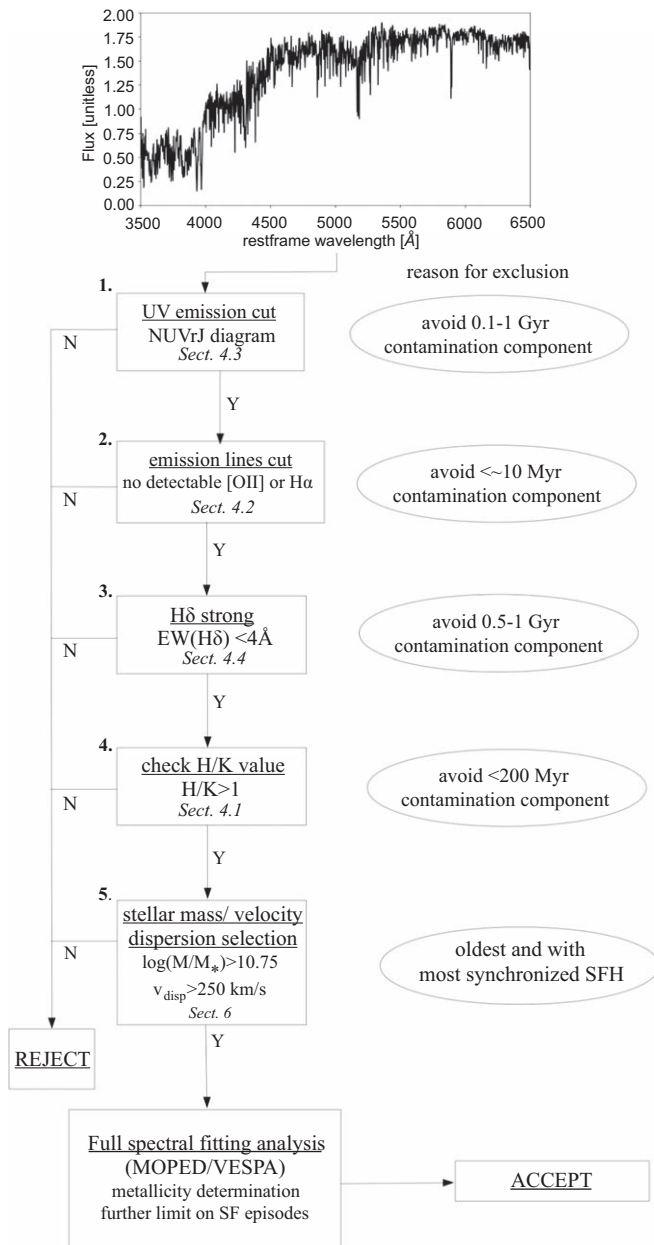 2.00
1.75
1.50
1.25
1.00
0.75
0.50
0.25
0.00
Flux [unitless]
3500 4000 4500 5000 5500 6000 6500
restframe wavelength [Å]
reason for exclusion
1.
UV emission cut
NUVrJ diagram
Sect. 4.3
avoid 0.1-1 Gyr
contamination component
N
Y
2.
emission lines cut
no detectable [OII] or Hα
Sect. 4.2
avoid <~10 Myr
contamination component
N
Y
3.
Hδ strong
EW(Hδ) <4Å
Sect. 4.4
avoid 0.5-1 Gyr
contamination component
N
Y
4.
check H/K value
H/K>1
Sect. 4.1
avoid <200 Myr
contamination component
N
Y
5.
stellar mass/ velocity
dispersion selection
log(M/M*)>10.75
v_disp>250 km/s
Sect. 6
oldest and with
most synchronized SFH
N
Y
REJECT
Full spectral fitting analysis
(MOPED/VESPA)
metallicity determination
further limit on SF episodes
ACCEPT